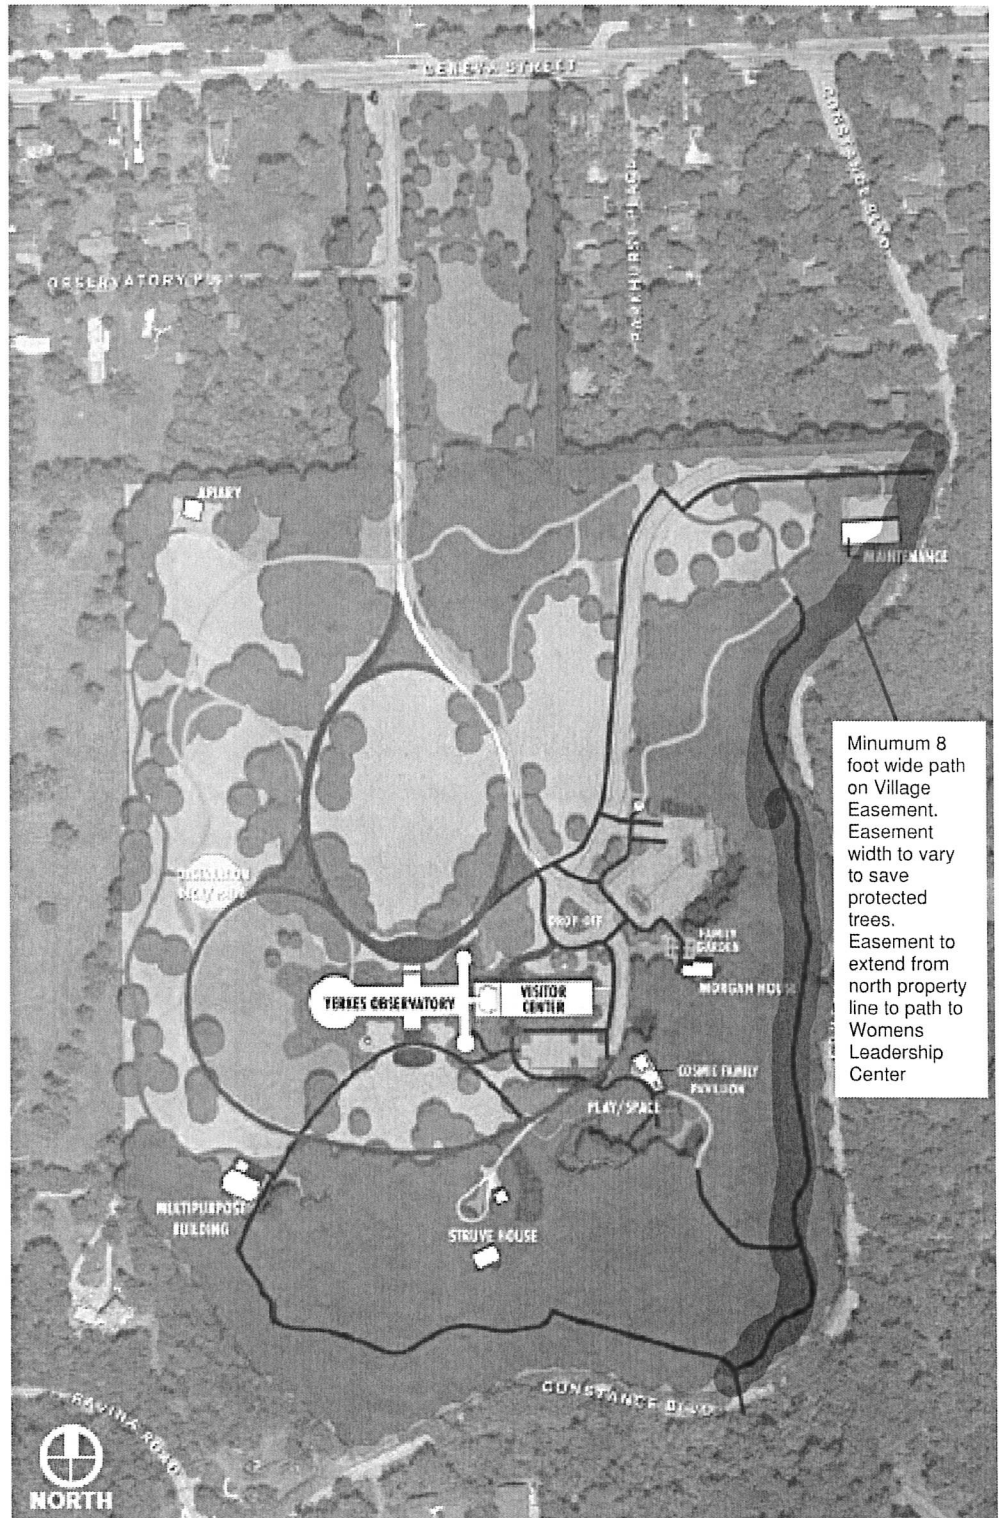 GENEVA STREET
CONSTANCE BLVD
PARKHURST PLACE
OBSERVATORY
APIARY
MAINTENANCE
Minumum 8
foot wide path
on Village
Easement.
Easement
width to vary
to save
protected
trees.
Easement to
extend from
north property
line to path to
Womens
Leadership
Center
DROP-OFF
FAMILY
GARDEN
MORGAN HOUSE
YERKES OBSERVATORY
VISITOR
CENTER
COSMIC FAMILY
PAVILION
PLAY/SPACE
MULTIPURPOST
BUILDING
STRUVE HOUSE
CONSTANCE BLVD
RAVINA ROAD
NORTH